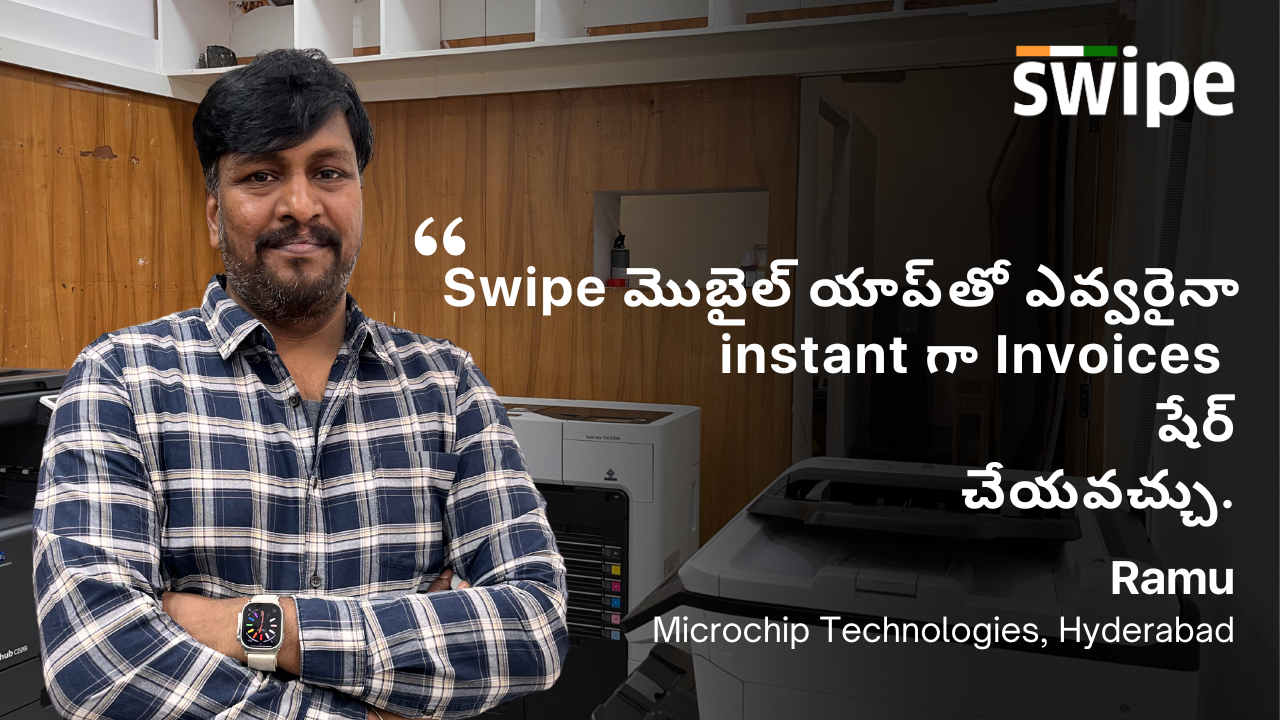 swipe
“
Swipe మొబైల్ యాప్‌తో ఎవ్వరైనా
instant గా Invoices
షేర్
చేయవచ్చు.
Ramu
Microchip Technologies, Hyderabad